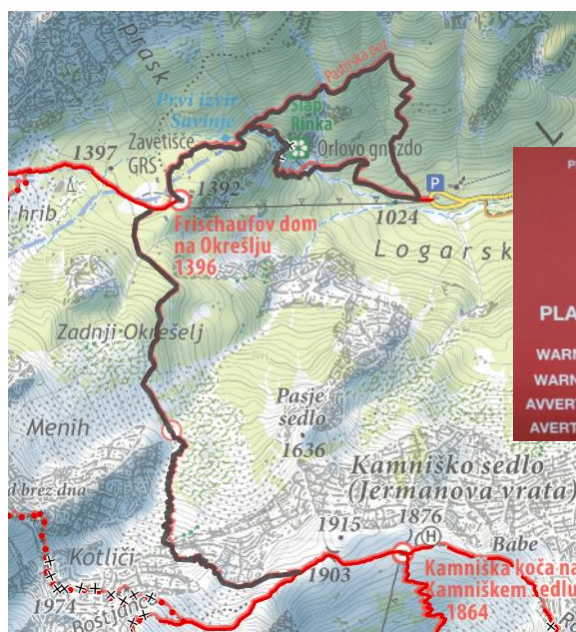 prask
Pastirska pot
Prvi izvir
Savinje
Slap
Rinka
1397
Zavetišče
GRS
Orlovo gnezdo
P
1392
1024
hrib
Frischaufov dom
na Okrešlju
1396
Logarsk
Zadnji Okrešelj
PLA
Pasje
sedlo
1636
WARN
WARN
AVVERT
AVERT
Menih
Kamniško sedlo
(Jermanova vrata)
d brez dna
1915
1876
H
Babe
Kotliči
1903
Kamniška koča na
Kamniškem sedlu
1864
1974